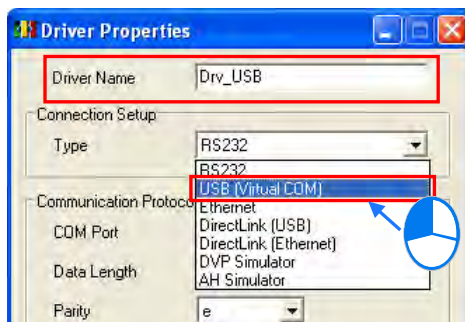 Driver Properties
Driver Name Drv_USB
Connection Setup
Type RS232
RS232
USB (Virtual COM)
Communication Protoco
Ethernet
COM Port
DirectLink (USB)
DirectLink (Ethernet)
Data Length
DVP Simulator
AH Simulator
Parity e